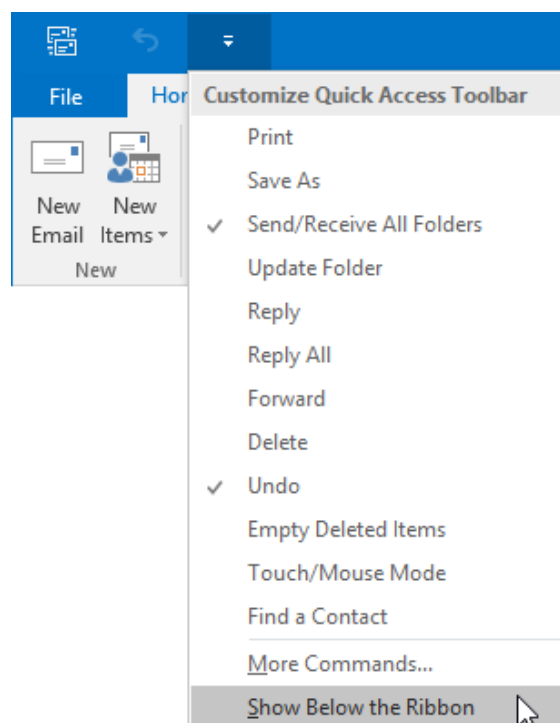 File
Hor
Customize Quick Access Toolbar
Print
Save As
Send/Receive All Folders
Update Folder
Reply
Reply All
Forward
Delete
Undo
Empty Deleted Items
Touch/Mouse Mode
Find a Contact
More Commands...
Show Below the Ribbon
New
Email
New
Items
New